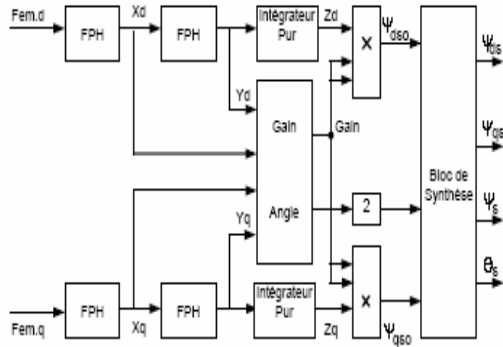 Fem.d
FPH
Xd
FPH
Intégrateur
Pur
Zd
X
Ψdso
Yd
Gain
Gain
Angle
2
Bloc de
Synthèse
Ψds
Ψqs
Ψs
θs
Yq
Fem.q
FPH
Xq
FPH
Intégrateur
Pur
Zq
X
Ψqso